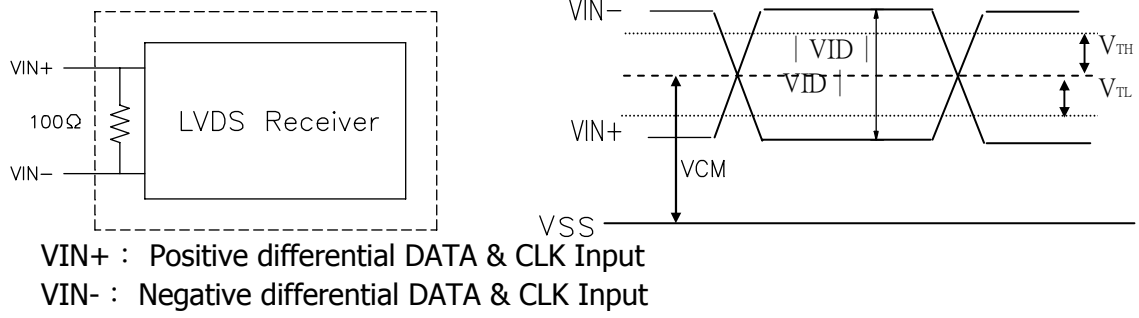 VIN+
100Ω
VIN−
LVDS Receiver
VIN−
VIN+
| VID |
VID |
VTH
VTL
VCM
VSS
VIN+ : Positive differential DATA & CLK Input
VIN- : Negative differential DATA & CLK Input